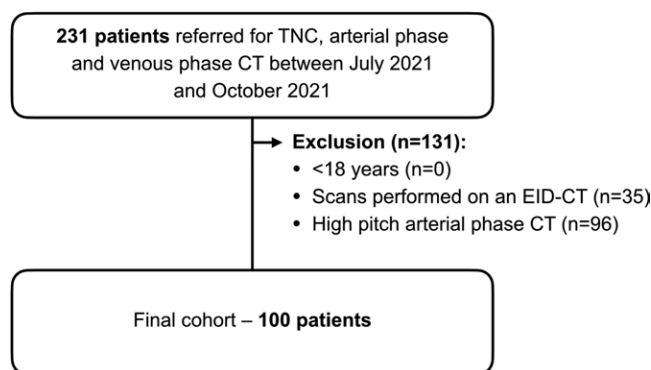 231 patients referred for TNC, arterial phase
and venous phase CT between July 2021
and October 2021
Exclusion (n=131):
• <18 years (n=0)
• Scans performed on an EID-CT (n=35)
• High pitch arterial phase CT (n=96)
Final cohort – 100 patients